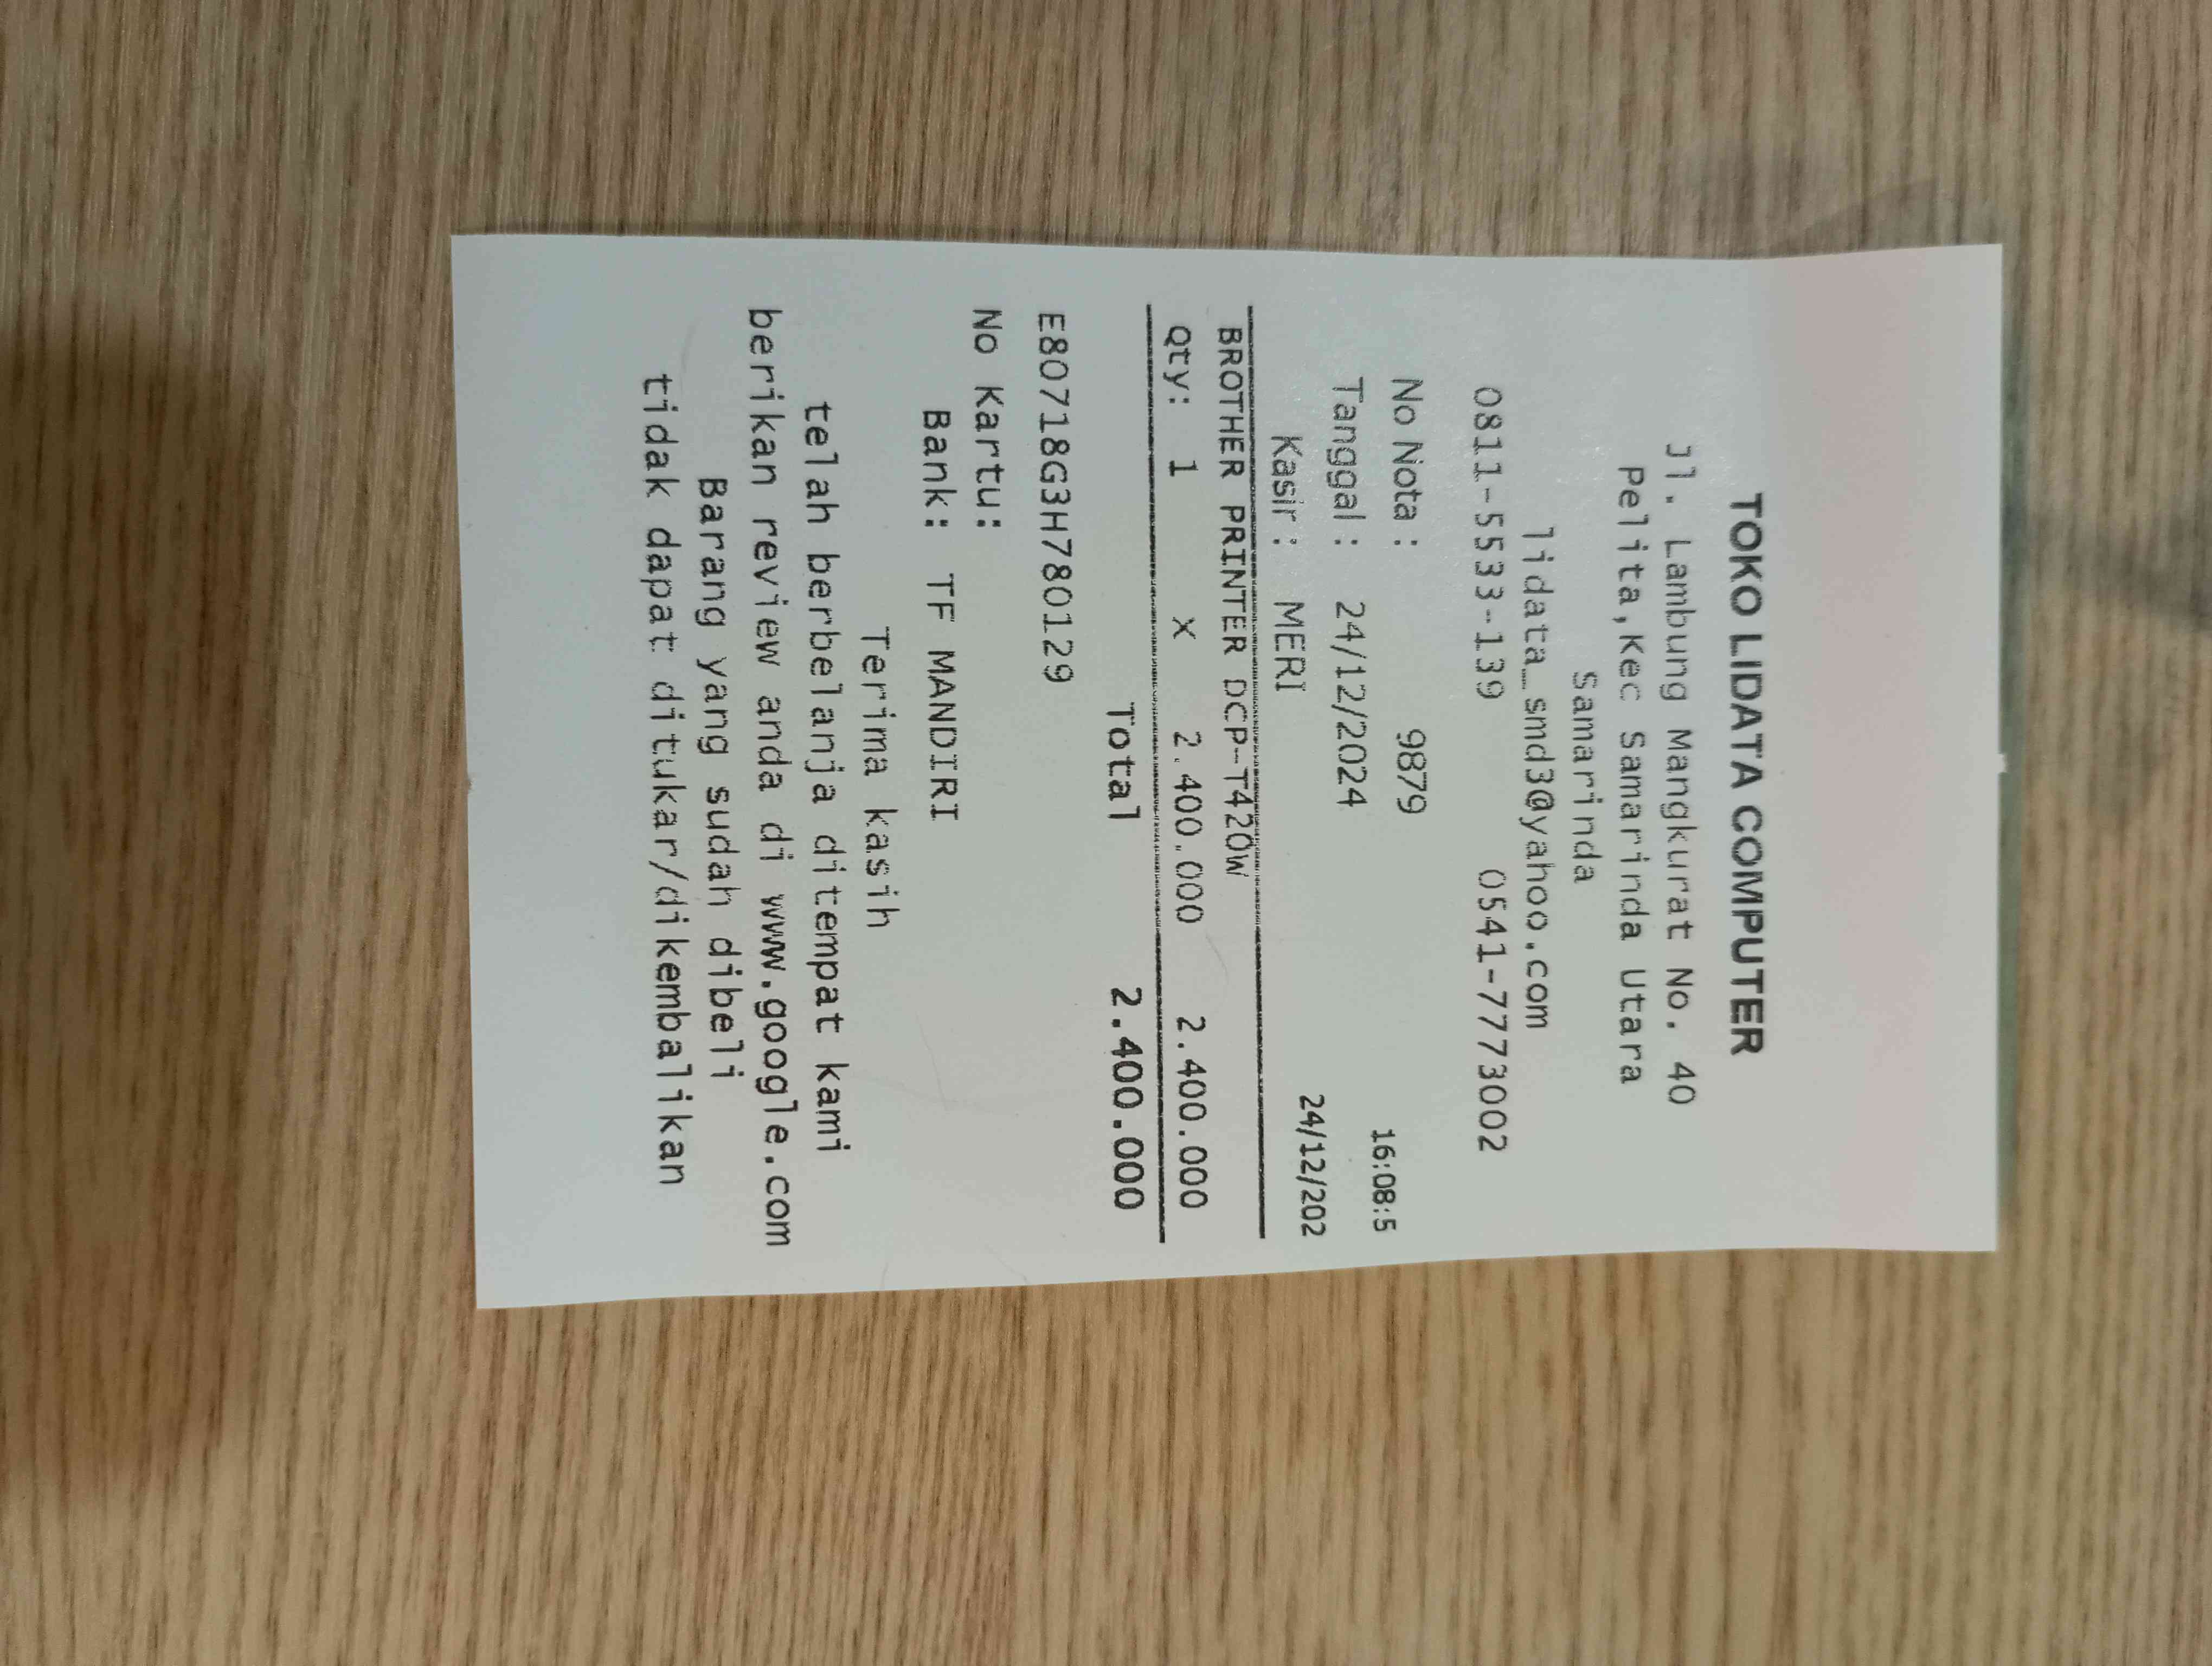 TOKO LIDATA COMPUTER
Jl. Lambung Mangkurat No. 40
Pelita,Kec Samarinda Utara
Samarinda
lidata_smd3@yahoo.com
0811-5533-139 0541-7773002
No Nota : 9879
16:08:5
Tanggal : 24/12/2024
Kasir : MERI 24/12/202
BROTHER PRINTER DCP-T420W
Qty: 1 X 2.400.000 2.400.000
Total 2.400.000
E80718G3H780129
No Kartu:
Bank: TF MANDIRI
Terima kasih
telah berbelanja ditempat kami
berikan review anda di www.google.com
Barang yang sudah dibeli
tidak dapat ditukar/dikembalikan